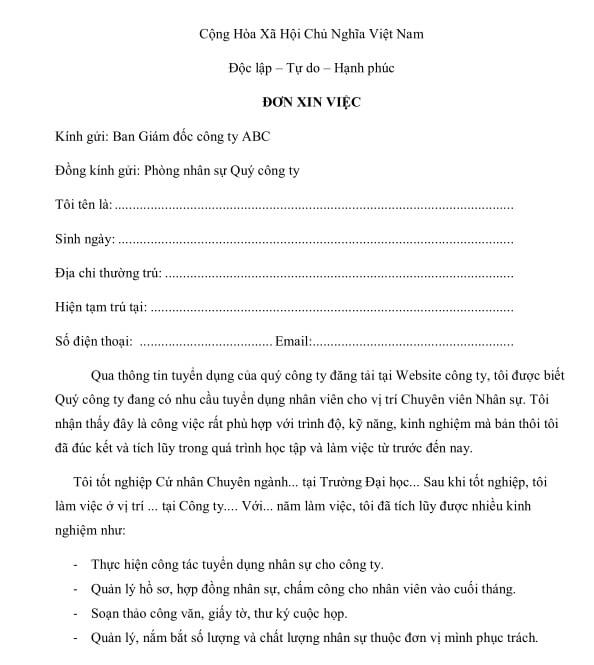 Cộng Hòa Xã Hội Chủ Nghĩa Việt Nam
Độc lập – Tự do – Hạnh phúc
ĐƠN XIN VIỆC
Kính gửi: Ban Giám đốc công ty ABC
Đồng kính gửi: Phòng nhân sự Quý công ty
Tôi tên là:....................................................................................................................
Sinh ngày: ...................................................................................................................
Địa chỉ thường trú: .....................................................................................................
Hiện tạm trú tại: .........................................................................................................
Số điện thoại: ....................................... Email:..........................................................
Qua thông tin tuyển dụng của quý công ty đăng tải tại Website công ty, tôi được biết
Quý công ty đang có nhu cầu tuyển dụng nhân viên cho vị trí Chuyên viên Nhân sự. Tôi
nhận thấy đây là công việc rất phù hợp với trình độ, kỹ năng, kinh nghiệm mà bản thôi tôi
đã đúc kết và tích lũy trong quá trình học tập và làm việc từ trước đến nay.
Tôi tốt nghiệp Cử nhân Chuyên ngành... tại Trường Đại học... Sau khi tốt nghiệp, tôi
làm việc ở vị trí ... tại Công ty.... Với... năm làm việc, tôi đã tích lũy được nhiều kinh
nghiệm như:
- Thực hiện công tác tuyển dụng nhân sự cho công ty.
- Quản lý hồ sơ, hợp đồng nhân sự, chấm công cho nhân viên vào cuối tháng.
- Soạn thảo công văn, giấy tờ, thư ký cuộc họp.
- Quản lý, nắm bắt số lượng và chất lượng nhân sự thuộc đơn vị mình phục trách.